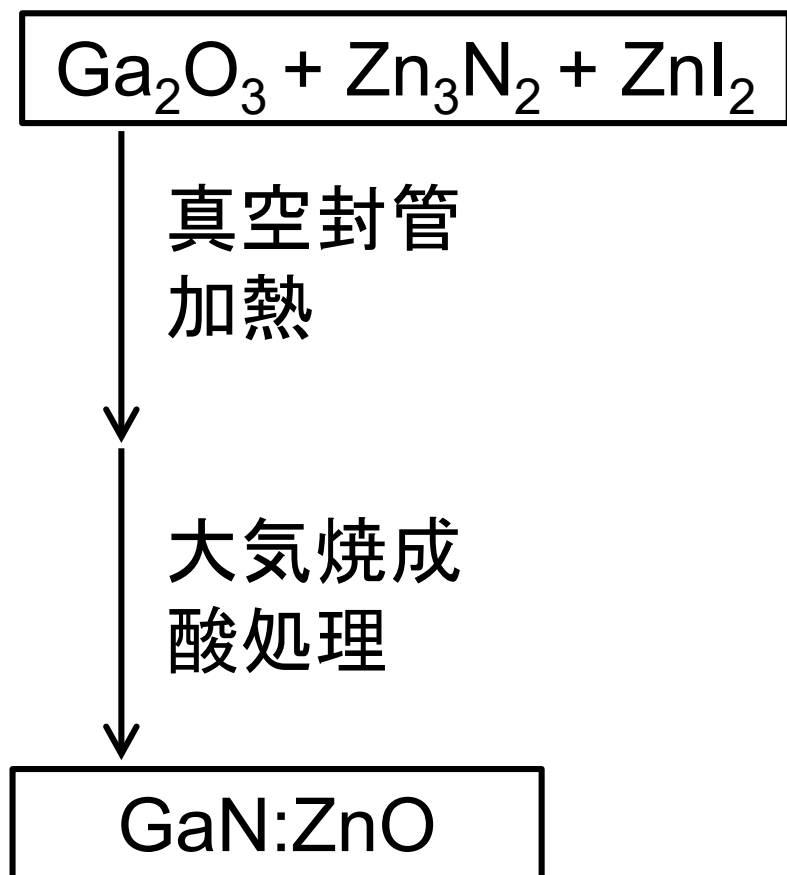 Ga₂O₃ + Zn₃N₂ + ZnI₂
真空封管
加熱
大気焼成
酸処理
GaN:ZnO